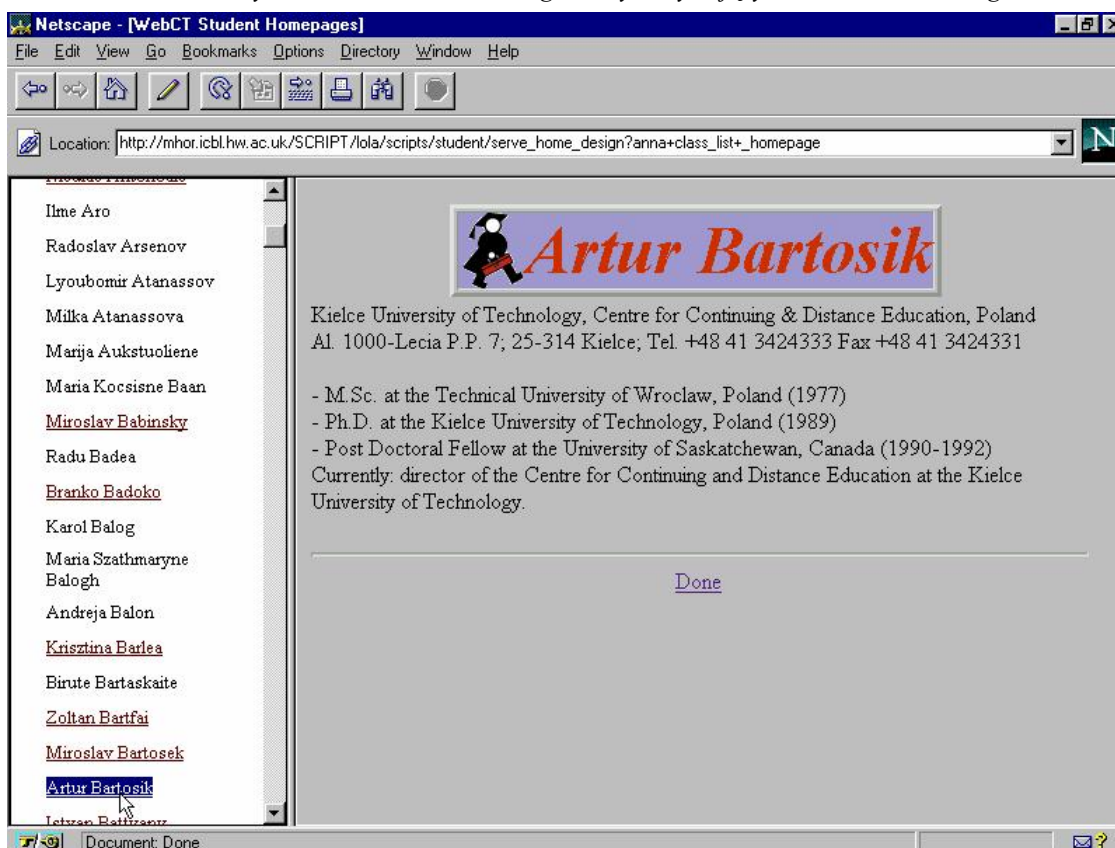 Netscape - [WebCT Student Homepages]
File Edit View Go Bookmarks Options Directory Window Help
Location: http://mhor.icbl.hw.ac.uk/SCRIPT/lola/scripts/student/serve_home_design?anna+class_list+_homepage
N
Ilme Aro
Radoslav Arsenov
Lyoubomir Atanassov
Milka Atanassova
Marija Aukstuoliene
Maria Kocsisne Baan
Miroslav Babinsky
Radu Badea
Branko Badoko
Karol Balog
Maria Szathmaryne
Balogh
Andreja Balon
Krisztina Barlea
Birute Bartaskaite
Zoltan Bartfai
Miroslav Bartosek
Artur Bartosik
Artur Bartosik
Kielce University of Technology, Centre for Continuing & Distance Education, Poland
Al. 1000-Lecia P.P. 7; 25-314 Kielce; Tel. +48 41 3424333 Fax +48 41 3424331
- M.Sc. at the Technical University of Wroclaw, Poland (1977)
- Ph.D. at the Kielce University of Technology, Poland (1989)
- Post Doctoral Fellow at the University of Saskatchewan, Canada (1990-1992)
Currently: director of the Centre for Continuing and Distance Education at the Kielce
University of Technology.
Done
Document: Done